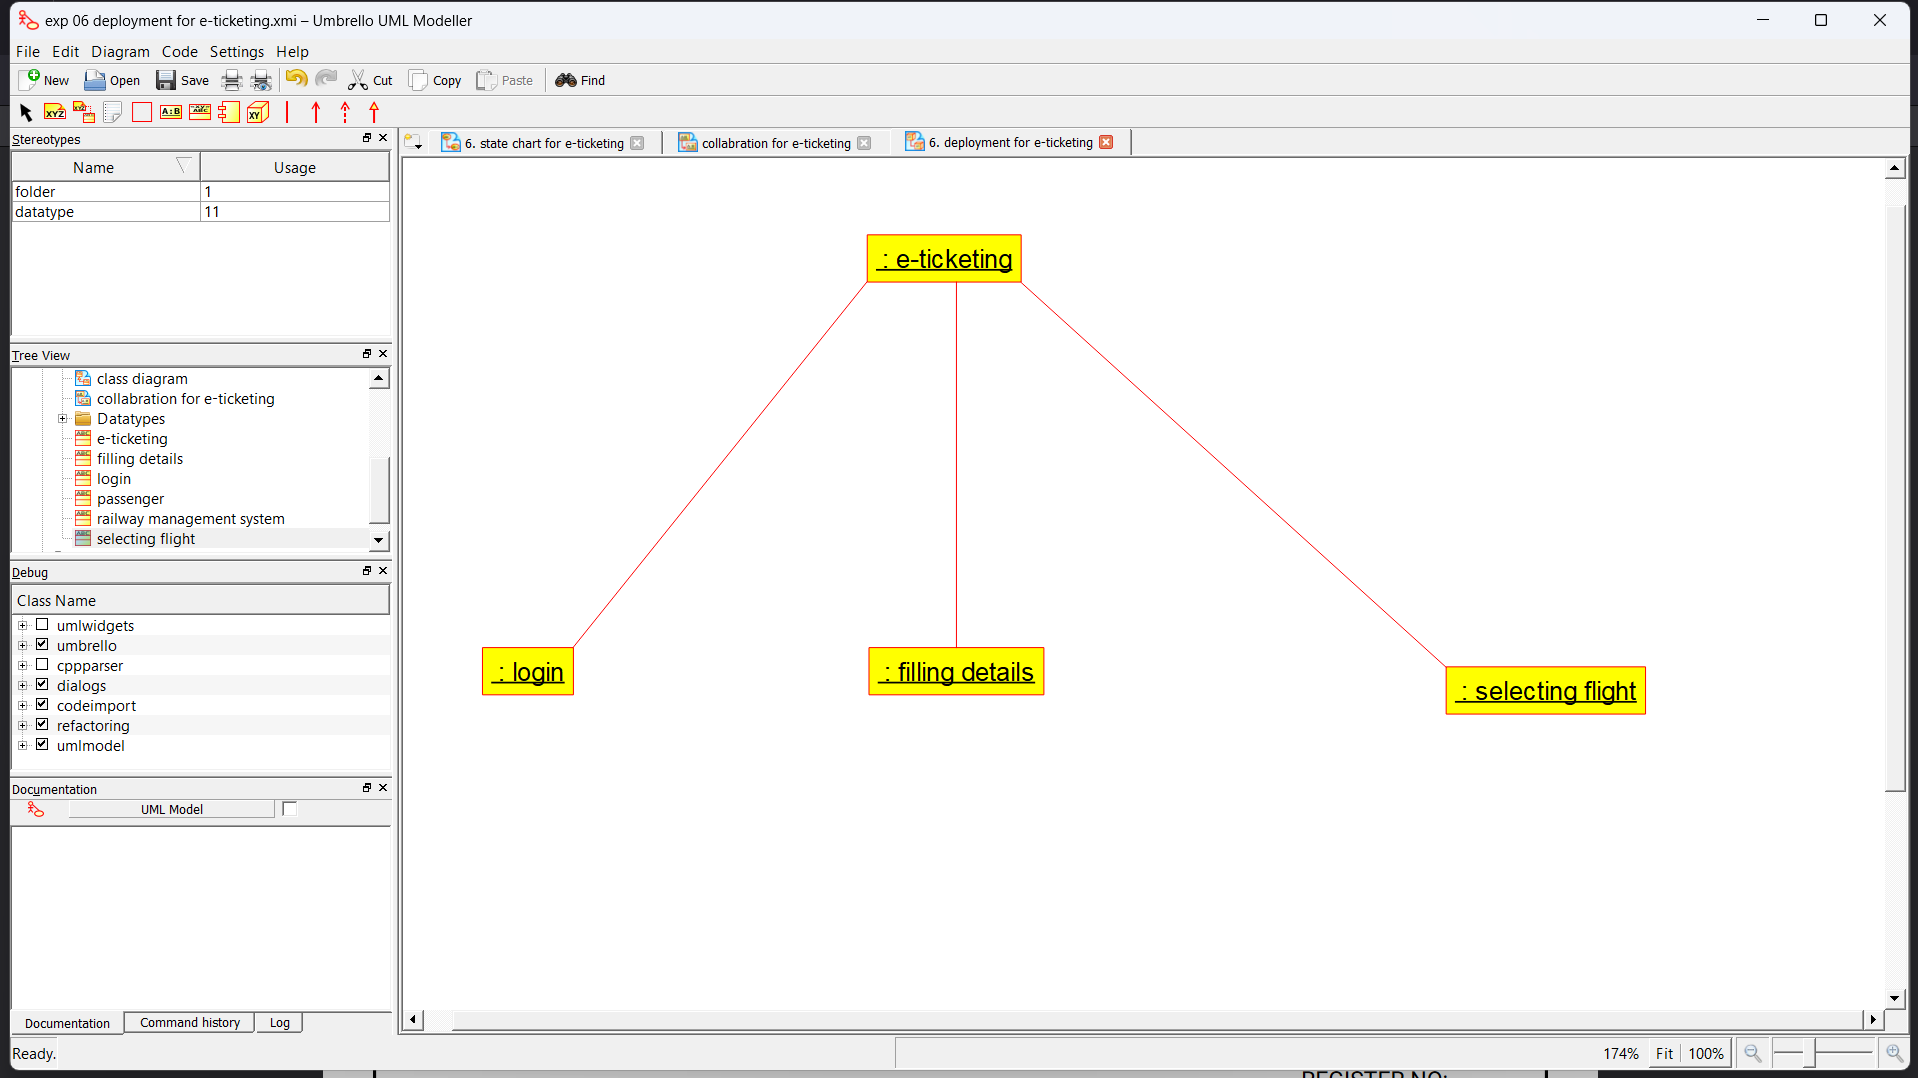 exp 06 deployment for e-ticketing.xmi – Umbrello UML Modeller
File Edit Diagram Code Settings Help
New Open Save Cut Copy Paste Find
Stereotypes
Name Usage
folder 1
datatype 11
Tree View
class diagram
collabration for e-ticketing
Datatypes
e-ticketing
filling details
login
passenger
railway management system
selecting flight
Debug
Class Name
umlwidgets
umbrello
cppparser
dialogs
codeimport
refactoring
umlmodel
Documentation
UML Model
Documentation Command history Log
6. state chart for e-ticketing collabration for e-ticketing 6. deployment for e-ticketing
: e-ticketing
: login
: filling details
: selecting flight
Ready.
174% Fit 100%
REGISTER NO: